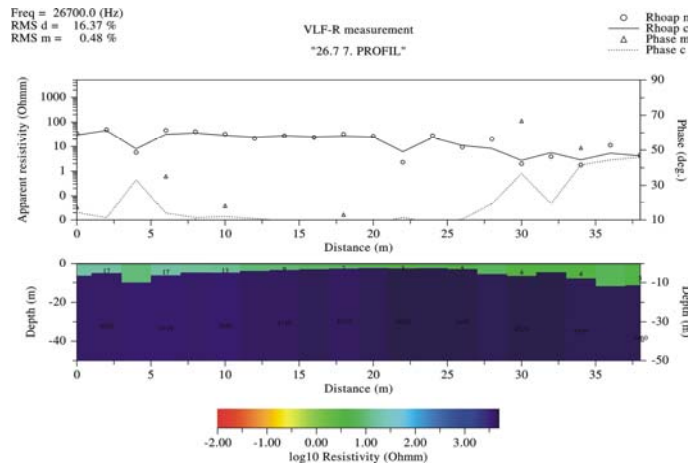 Freq = 26700.0 (Hz)
RMS d = 16.37 %
RMS m = 0.48 %
VLF-R measurement
"26.7 7. PROFIL"
Rhoap m
Rhoap c
Phase m
Phase c
Apparent resistivity (Ohmm)
1000
100
10
1
0
0
90
70
50
30
10
Phase (deg.)
0 5 10 15 20 25 30 35
Distance (m)
Depth (m)
0
-20
-40
17 17 13
4
-10
-30
-50
Depth (m)
0 5 10 15 20 25 30 35
Distance (m)
-2.00 -1.00 0.00 1.00 2.00 3.00
log10 Resistivity (Ohmm)